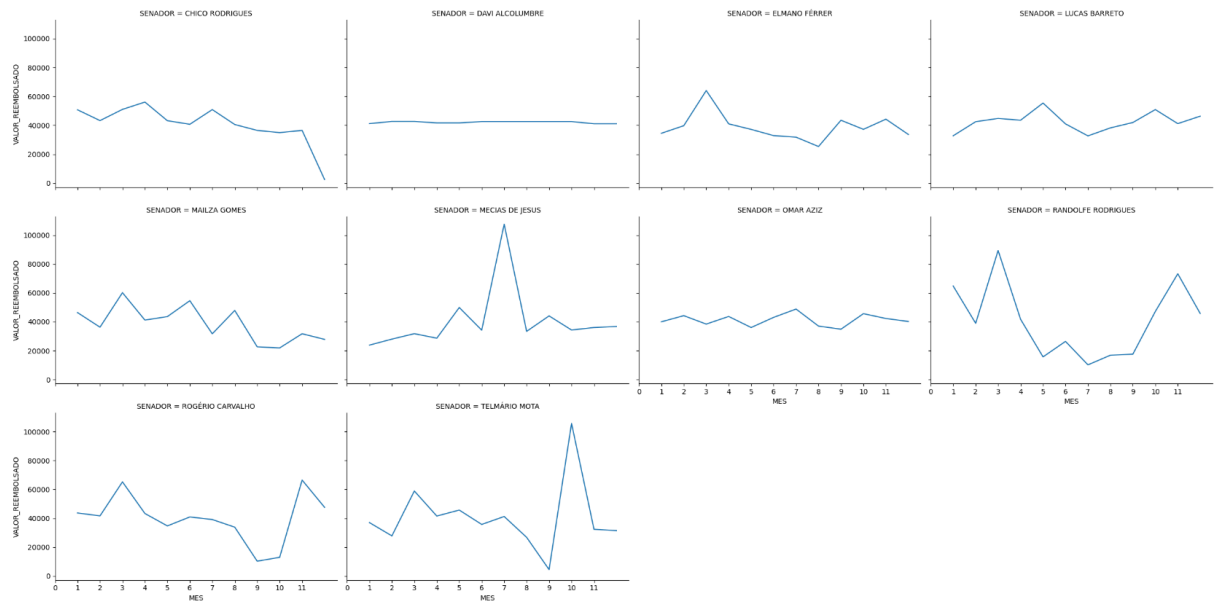 SENADOR = CHICO RODRIGUES
SENADOR = DAVI ALCOLUMBRE
SENADOR = ELMANO FÉRRER
SENADOR = LUCAS BARRETO
VALOR_REEMBOLSADO
100000
80000
60000
40000
20000
0
SENADOR = MAILZA GOMES
SENADOR = MECIAS DE JESUS
SENADOR = OMAR AZIZ
SENADOR = RANDOLFE RODRIGUES
VALOR_REEMBOLSADO
100000
80000
60000
40000
20000
0
0 1 2 3 4 5 6 7 8 9 10 11
MES
0 1 2 3 4 5 6 7 8 9 10 11
MES
SENADOR = ROGÉRIO CARVALHO
SENADOR = TELMÁRIO MOTA
VALOR_REEMBOLSADO
100000
80000
60000
40000
20000
0
0 1 2 3 4 5 6 7 8 9 10 11
MES
0 1 2 3 4 5 6 7 8 9 10 11
MES